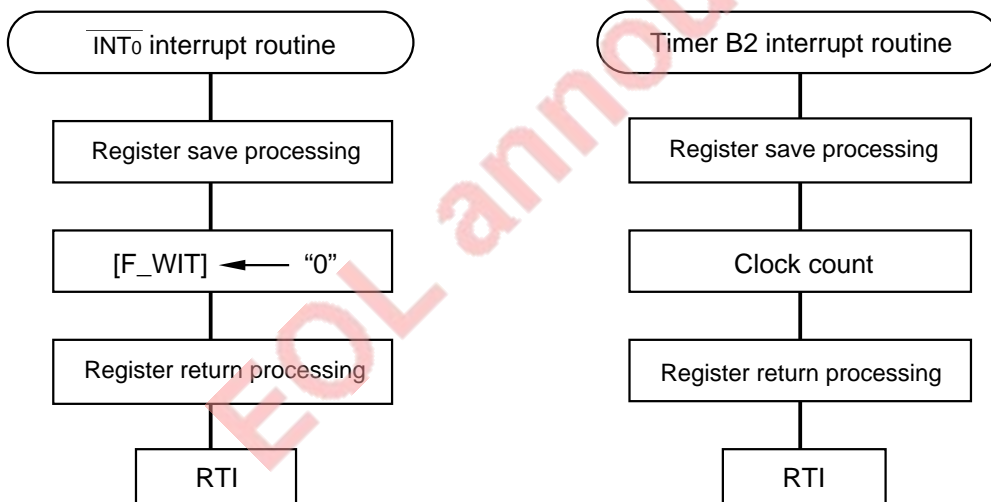 INT0 interrupt routine
Register save processing
[F_WIT] ← “0”
Register return processing
RTI
Timer B2 interrupt routine
Register save processing
Clock count
Register return processing
RTI
EOL annou